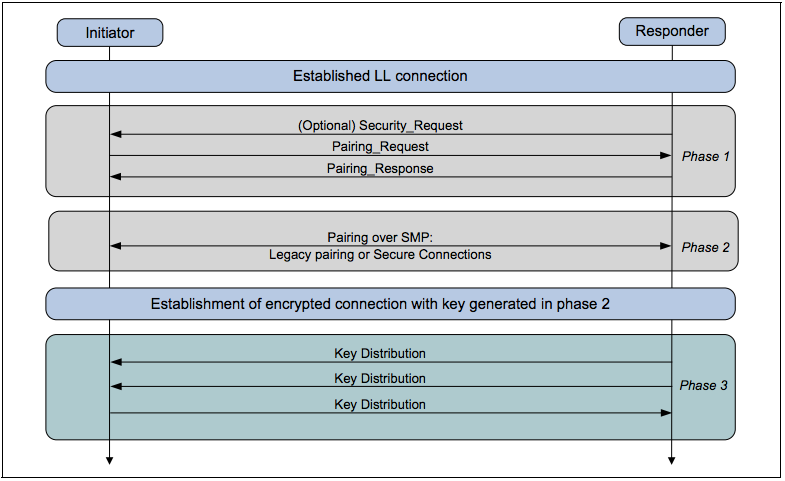 Initiator
Responder
Established LL connection
(Optional) Security_Request
Pairing_Request
Phase 1
Pairing_Response
Pairing over SMP:
Phase 2
Legacy pairing or Secure Connections
Establishment of encrypted connection with key generated in phase 2
Key Distribution
Key Distribution
Phase 3
Key Distribution